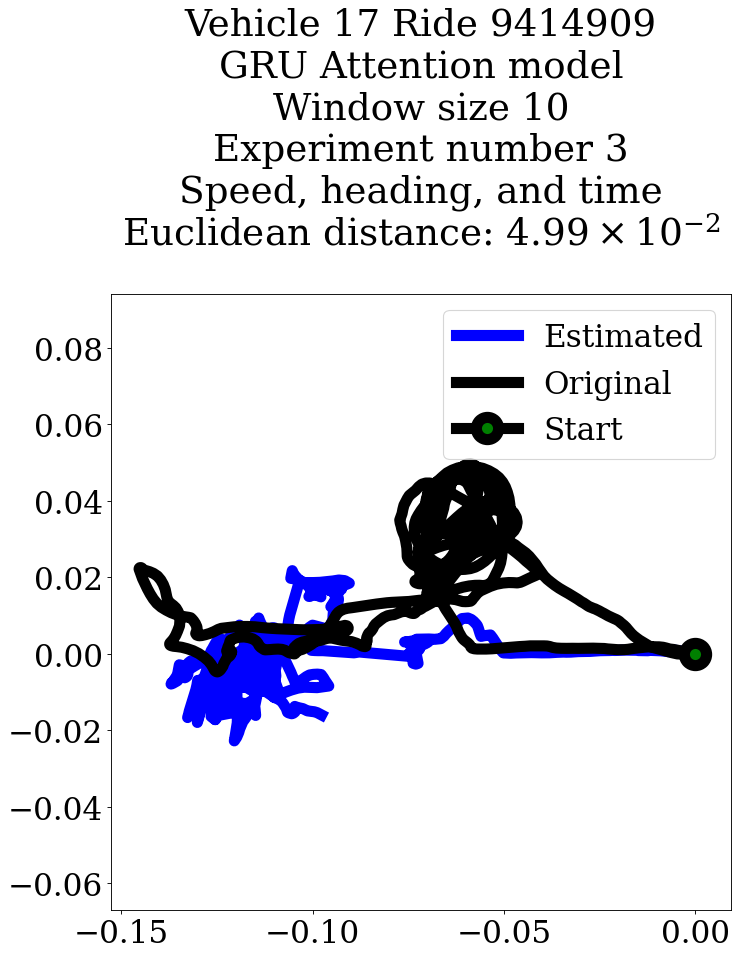 Vehicle 17 Ride 9414909
GRU Attention model
Window size 10
Experiment number 3
Speed, heading, and time
Euclidean distance: 4.99 × 10⁻²
Estimated
Original
Start
0.08
0.06
0.04
0.02
0.00
−0.02
−0.04
−0.06
−0.15
−0.10
−0.05
0.00